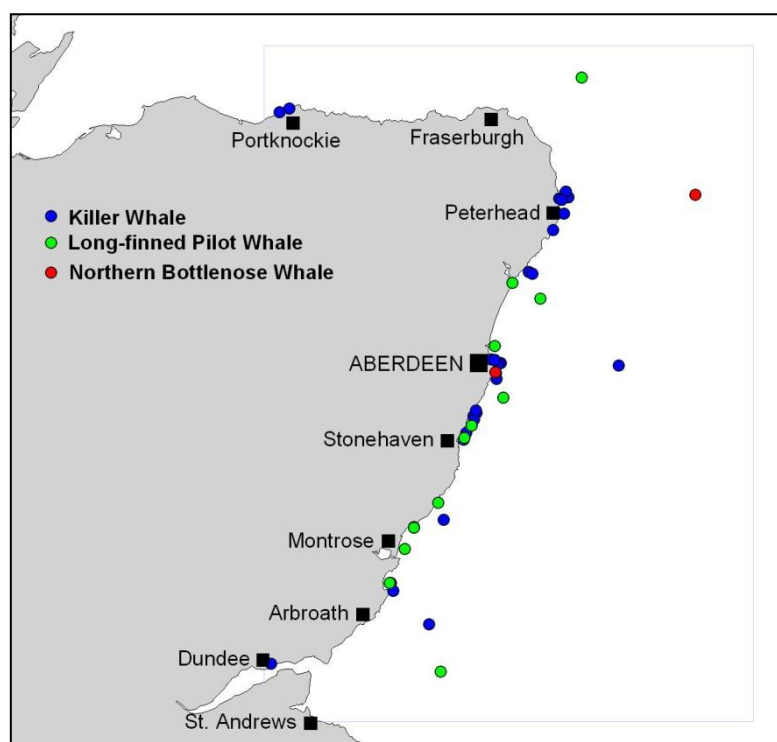 Portknockie
Fraserburgh
Killer Whale
Peterhead
Long-finned Pilot Whale
Northern Bottlenose Whale
ABERDEEN
Stonehaven
Montrose
Arbroath
Dundee
St. Andrews